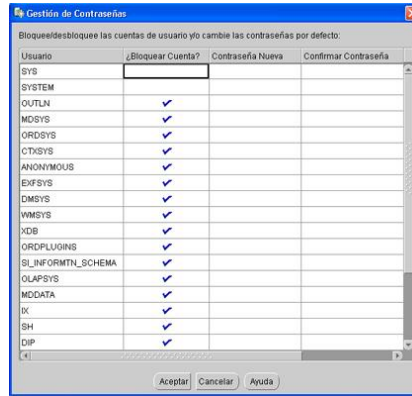 Gestión de Contraseñas
Bloquee/desbloquee las cuentas de usuario y/o cambie las contraseñas por defecto:
Usuario ¿Bloquear Cuenta? Contraseña Nueva Confirmar Contraseña
SYS
SYSTEM
OUTLN
MDSYS
ORDSYS
CTXSYS
ANONYMOUS
EXFSYS
DMSYS
WMSYS
XDB
ORDPLUGINS
SI_INFORMTN_SCHEMA
OLAPSYS
MDDATA
IX
SH
DIP
Aceptar Cancelar Ayuda